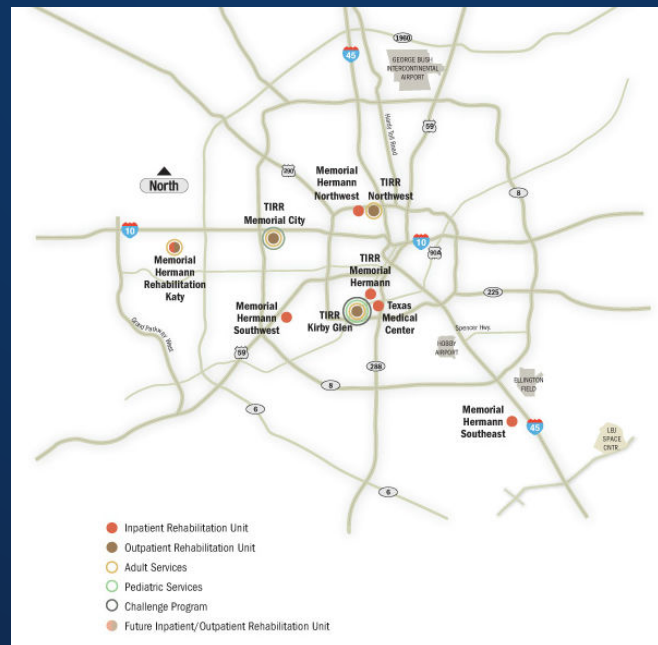 1960
45
GEORGE BUSH
INTERCONTINENTAL
AIRPORT
59
Hardy Toll Road
290
Memorial
Hermann
Northwest
TIRR
Northwest
North
8
TIRR
Memorial City
10
10
90A
Memorial
Hermann
Rehabilitation
Katy
TIRR
Memorial
Hermann
225
Memorial
Hermann
Southwest
TIRR
Kirby Glen
Texas
Medical
Center
Grand Parkway West
Spencer Hwy.
59
HOBBY
AIRPORT
288
8
ELLINGTON
FIELD
6
Memorial
Hermann
Southeast
45
LBJ
SPACE
CNTR.
6
Inpatient Rehabilitation Unit
Outpatient Rehabilitation Unit
Adult Services
Pediatric Services
Challenge Program
Future Inpatient/Outpatient Rehabilitation Unit